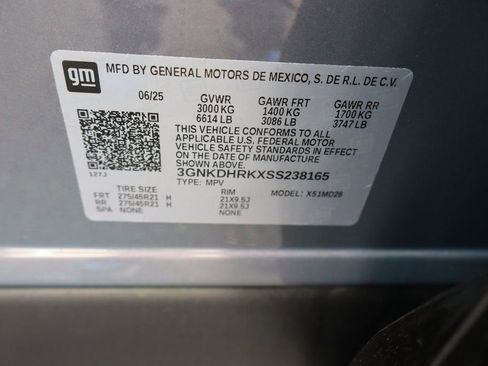 gm
MFD BY GENERAL MOTORS DE MEXICO, S. DE R.L. DE C.V.
06/25 GVWR GAWR FRT GAWR RR
3000 KG 1400 KG 1700 KG
6614 LB 3086 LB 3747 LB
THIS VEHICLE CONFORMS TO ALL
APPLICABLE U.S. FEDERAL MOTOR
VEHICLE SAFETY STANDARDS IN EFFECT
ON THE DATE OF MANUFACTURE
SHOWN ABOVE.
3GNKDHRKXSS238165
127J TYPE: MPV MODEL: X51MD26
TIRE SIZE RIM
FRT 275/45R21 H 21X9.5J
RR 275/45R21 H 21X9.5J
SPA NONE NONE